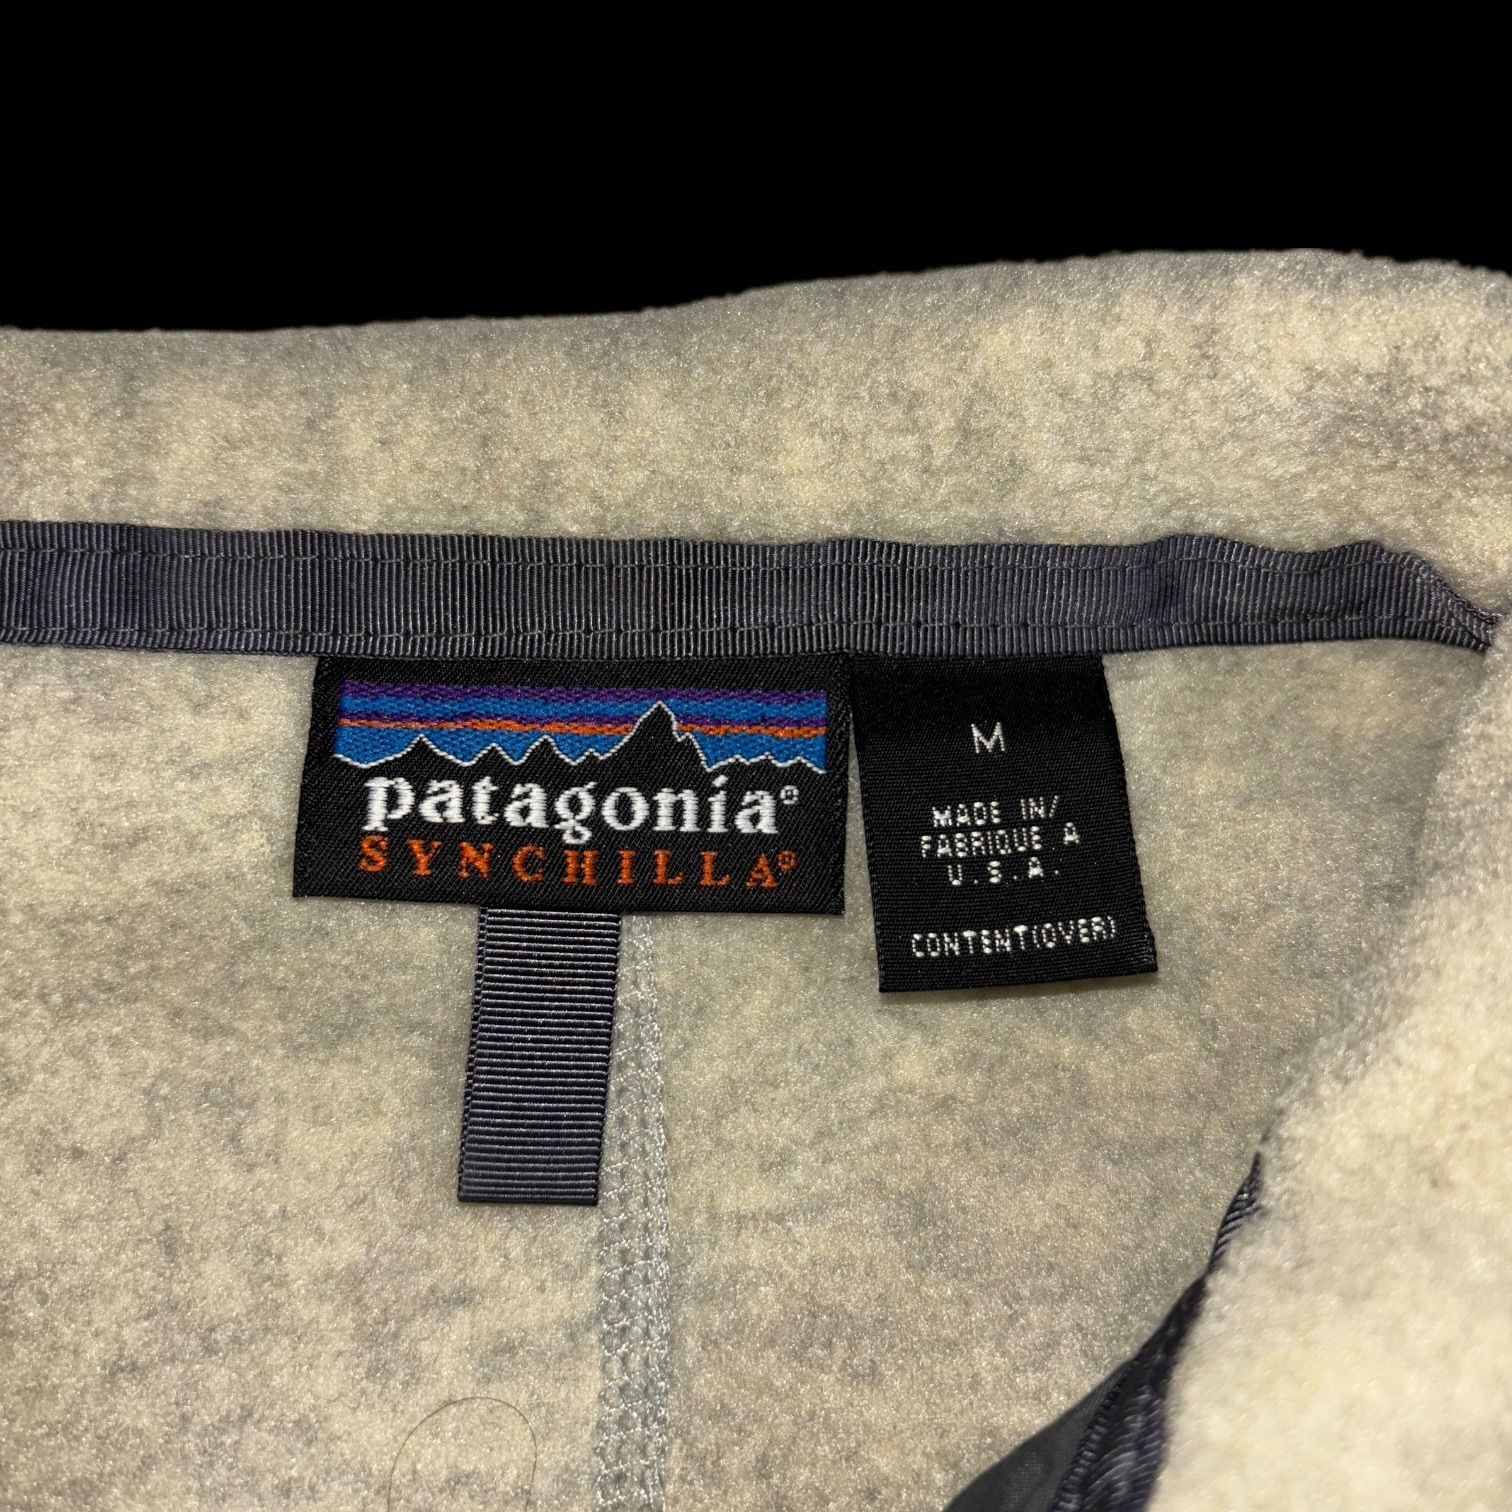 patagonia®
SYNCHILLA®
M
MADE IN/
FABRIQUE A
U.S.A.
CONTENT(OVER)